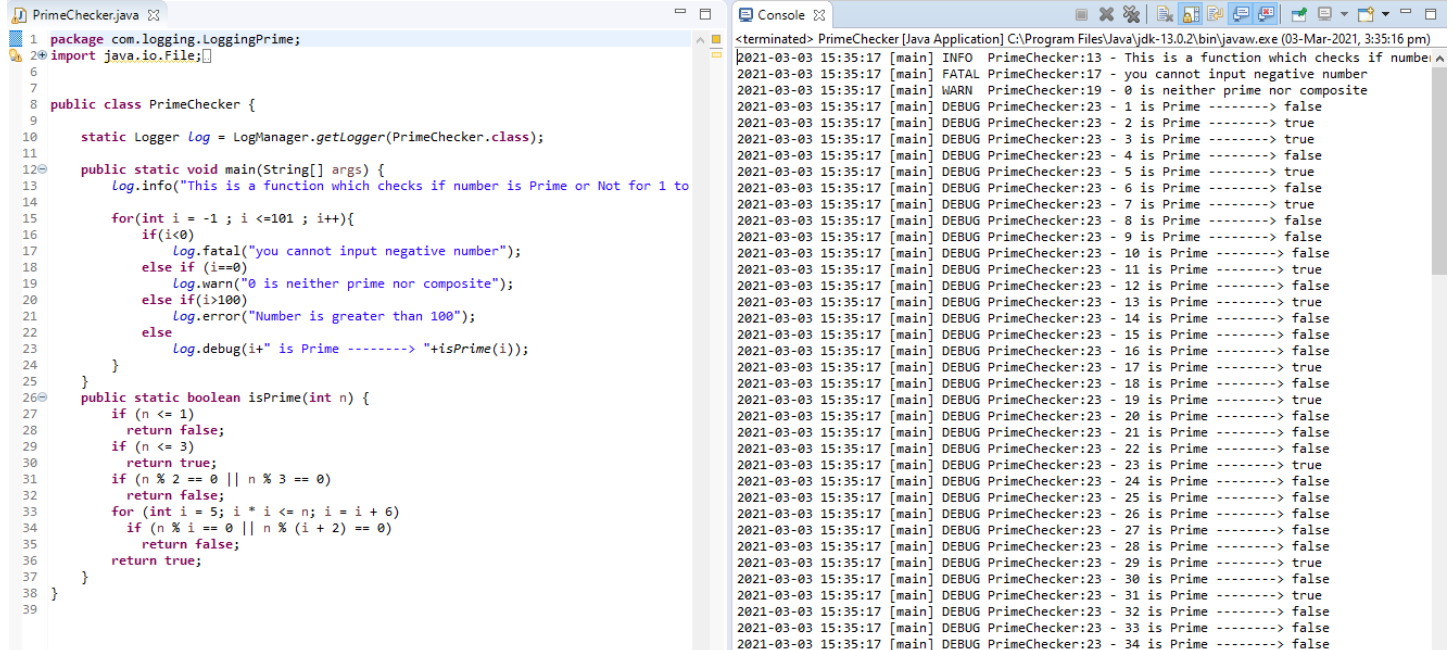 PrimeChecker.java
1 package com.logging.LoggingPrime;
2 import java.io.File;
6
7
8 public class PrimeChecker {
9
10 static Logger log = LogManager.getLogger(PrimeChecker.class);
11
12 public static void main(String[] args) {
13 log.info("This is a function which checks if number is Prime or Not for 1 to
14
15 for(int i = -1 ; i <=101 ; i++){
16 if(i<0)
17 log.fatal("you cannot input negative number");
18 else if (i==0)
19 log.warn("0 is neither prime nor composite");
20 else if(i>100)
21 log.error("Number is greater than 100");
22 else
23 log.debug(i+" is Prime --------> "+isPrime(i));
24 }
25 }
26 public static boolean isPrime(int n) {
27 if (n <= 1)
28 return false;
29 if (n <= 3)
30 return true;
31 if (n % 2 == 0 || n % 3 == 0)
32 return false;
33 for (int i = 5; i * i <= n; i = i + 6)
34 if (n % i == 0 || n % (i + 2) == 0)
35 return false;
36 return true;
37 }
38 }
39
Console
<terminated> PrimeChecker [Java Application] C:\Program Files\Java\jdk-13.0.2\bin\javaw.exe (03-Mar-2021, 3:35:16 pm)
2021-03-03 15:35:17 [main] INFO PrimeChecker:13 - This is a function which checks if number
2021-03-03 15:35:17 [main] FATAL PrimeChecker:17 - you cannot input negative number
2021-03-03 15:35:17 [main] WARN PrimeChecker:19 - 0 is neither prime nor composite
2021-03-03 15:35:17 [main] DEBUG PrimeChecker:23 - 1 is Prime --------> false
2021-03-03 15:35:17 [main] DEBUG PrimeChecker:23 - 2 is Prime --------> true
2021-03-03 15:35:17 [main] DEBUG PrimeChecker:23 - 3 is Prime --------> true
2021-03-03 15:35:17 [main] DEBUG PrimeChecker:23 - 4 is Prime --------> false
2021-03-03 15:35:17 [main] DEBUG PrimeChecker:23 - 5 is Prime --------> true
2021-03-03 15:35:17 [main] DEBUG PrimeChecker:23 - 6 is Prime --------> false
2021-03-03 15:35:17 [main] DEBUG PrimeChecker:23 - 7 is Prime --------> true
2021-03-03 15:35:17 [main] DEBUG PrimeChecker:23 - 8 is Prime --------> false
2021-03-03 15:35:17 [main] DEBUG PrimeChecker:23 - 9 is Prime --------> false
2021-03-03 15:35:17 [main] DEBUG PrimeChecker:23 - 10 is Prime --------> false
2021-03-03 15:35:17 [main] DEBUG PrimeChecker:23 - 11 is Prime --------> true
2021-03-03 15:35:17 [main] DEBUG PrimeChecker:23 - 12 is Prime --------> false
2021-03-03 15:35:17 [main] DEBUG PrimeChecker:23 - 13 is Prime --------> true
2021-03-03 15:35:17 [main] DEBUG PrimeChecker:23 - 14 is Prime --------> false
2021-03-03 15:35:17 [main] DEBUG PrimeChecker:23 - 15 is Prime --------> false
2021-03-03 15:35:17 [main] DEBUG PrimeChecker:23 - 16 is Prime --------> false
2021-03-03 15:35:17 [main] DEBUG PrimeChecker:23 - 17 is Prime --------> true
2021-03-03 15:35:17 [main] DEBUG PrimeChecker:23 - 18 is Prime --------> false
2021-03-03 15:35:17 [main] DEBUG PrimeChecker:23 - 19 is Prime --------> true
2021-03-03 15:35:17 [main] DEBUG PrimeChecker:23 - 20 is Prime --------> false
2021-03-03 15:35:17 [main] DEBUG PrimeChecker:23 - 21 is Prime --------> false
2021-03-03 15:35:17 [main] DEBUG PrimeChecker:23 - 22 is Prime --------> false
2021-03-03 15:35:17 [main] DEBUG PrimeChecker:23 - 23 is Prime --------> true
2021-03-03 15:35:17 [main] DEBUG PrimeChecker:23 - 24 is Prime --------> false
2021-03-03 15:35:17 [main] DEBUG PrimeChecker:23 - 25 is Prime --------> false
2021-03-03 15:35:17 [main] DEBUG PrimeChecker:23 - 26 is Prime --------> false
2021-03-03 15:35:17 [main] DEBUG PrimeChecker:23 - 27 is Prime --------> false
2021-03-03 15:35:17 [main] DEBUG PrimeChecker:23 - 28 is Prime --------> false
2021-03-03 15:35:17 [main] DEBUG PrimeChecker:23 - 29 is Prime --------> true
2021-03-03 15:35:17 [main] DEBUG PrimeChecker:23 - 30 is Prime --------> false
2021-03-03 15:35:17 [main] DEBUG PrimeChecker:23 - 31 is Prime --------> true
2021-03-03 15:35:17 [main] DEBUG PrimeChecker:23 - 32 is Prime --------> false
2021-03-03 15:35:17 [main] DEBUG PrimeChecker:23 - 33 is Prime --------> false
2021-03-03 15:35:17 [main] DEBUG PrimeChecker:23 - 34 is Prime --------> false